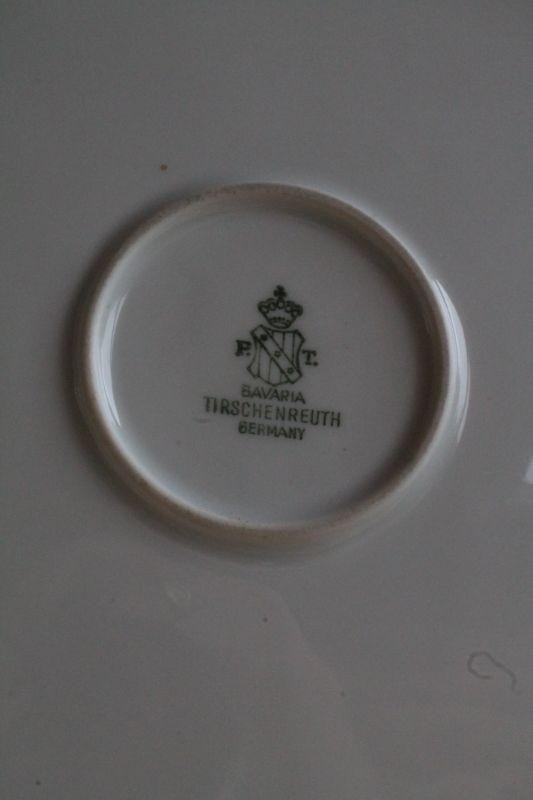 P. T.
BAVARIA
TIRSCHENREUTH
GERMANY